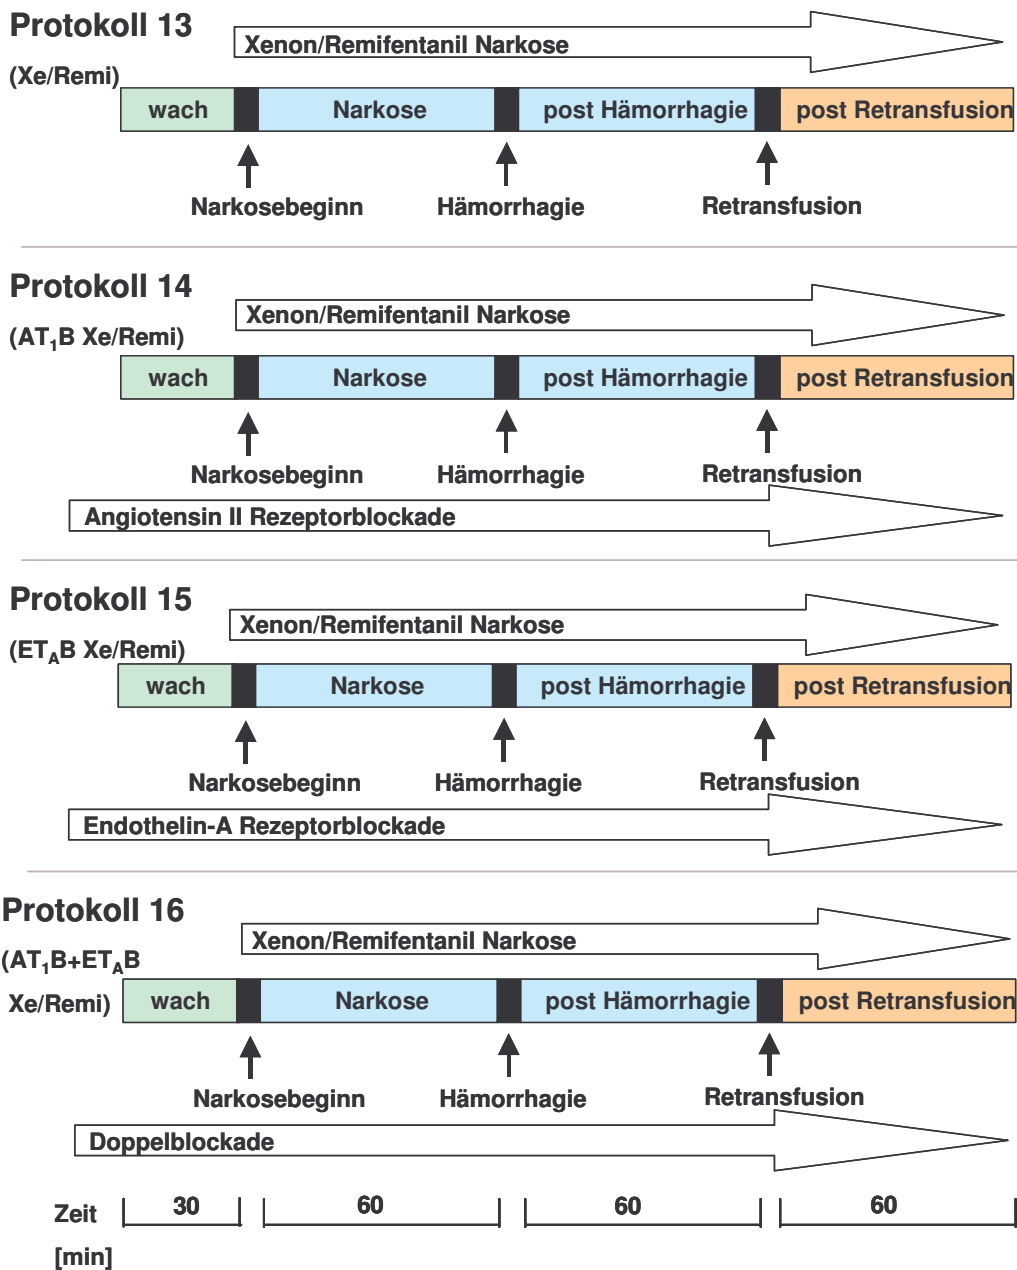 Protokoll 13
Xenon/Remifentanil Narkose
(Xe/Remi)
wach Narkose post Hämorrhagie post Retransfusion
Narkosebeginn Hämorrhagie Retransfusion
Protokoll 14
Xenon/Remifentanil Narkose
(AT₁B Xe/Remi)
wach Narkose post Hämorrhagie post Retransfusion
Narkosebeginn Hämorrhagie Retransfusion
Angiotensin II Rezeptorblockade
Protokoll 15
Xenon/Remifentanil Narkose
(ET_AB Xe/Remi)
wach Narkose post Hämorrhagie post Retransfusion
Narkosebeginn Hämorrhagie Retransfusion
Endothelin-A Rezeptorblockade
Protokoll 16
Xenon/Remifentanil Narkose
(AT₁B+ET_AB
Xe/Remi)
wach Narkose post Hämorrhagie post Retransfusion
Narkosebeginn Hämorrhagie Retransfusion
Doppelblockade
Zeit 30 60 60 60
[min]